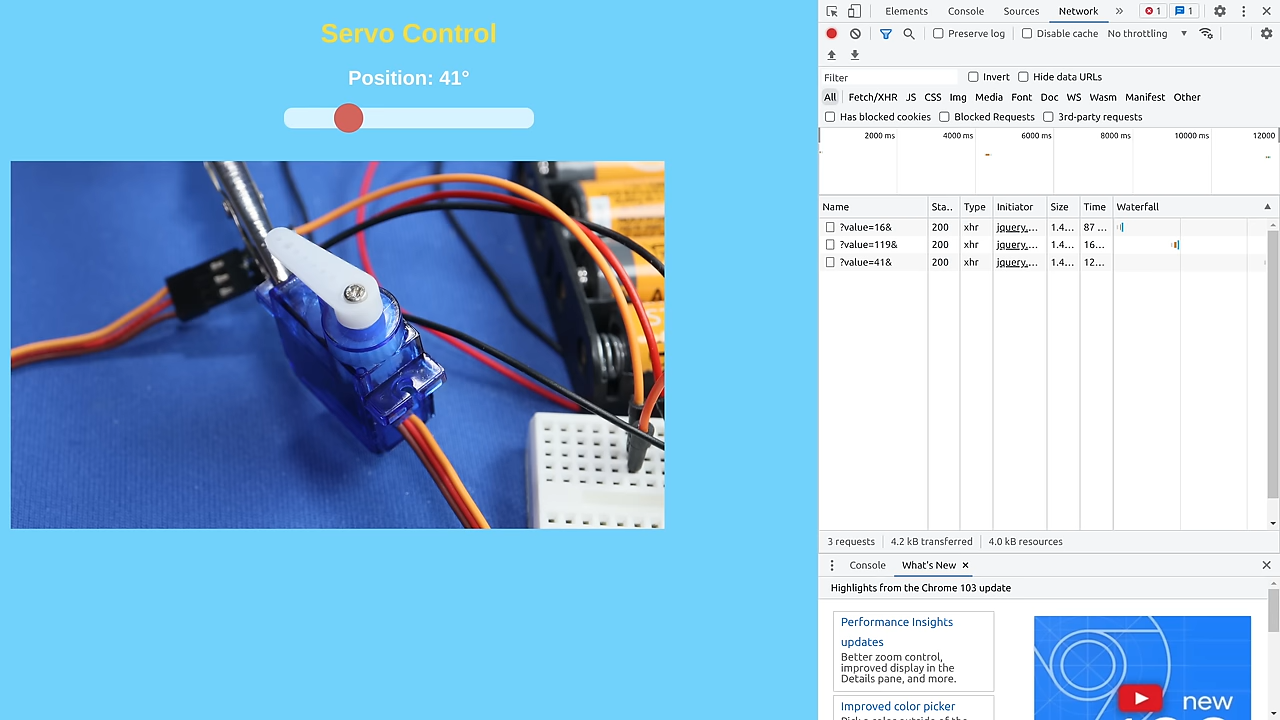 Servo Control
Position: 41°
Elements Console Sources Network » 1 1
Preserve log Disable cache No throttling
Filter Invert Hide data URLs
All Fetch/XHR JS CSS Img Media Font Doc WS Wasm Manifest Other
Has blocked cookies Blocked Requests 3rd-party requests
2000 ms 4000 ms 6000 ms 8000 ms 10000 ms 12000
Name Sta.. Type Initiator Size Time Waterfall
?value=16& 200 xhr jquery,... 1.4... 87 ...
?value=119& 200 xhr jquery,... 1.4... 16...
?value=41& 200 xhr jquery,... 1.4... 12...
3 requests 4.2 kB transferred 4.0 kB resources
Console What's New ×
Highlights from the Chrome 103 update
Performance Insights
updates
Better zoom control,
improved display in the
Details pane, and more.
Improved color picker
new